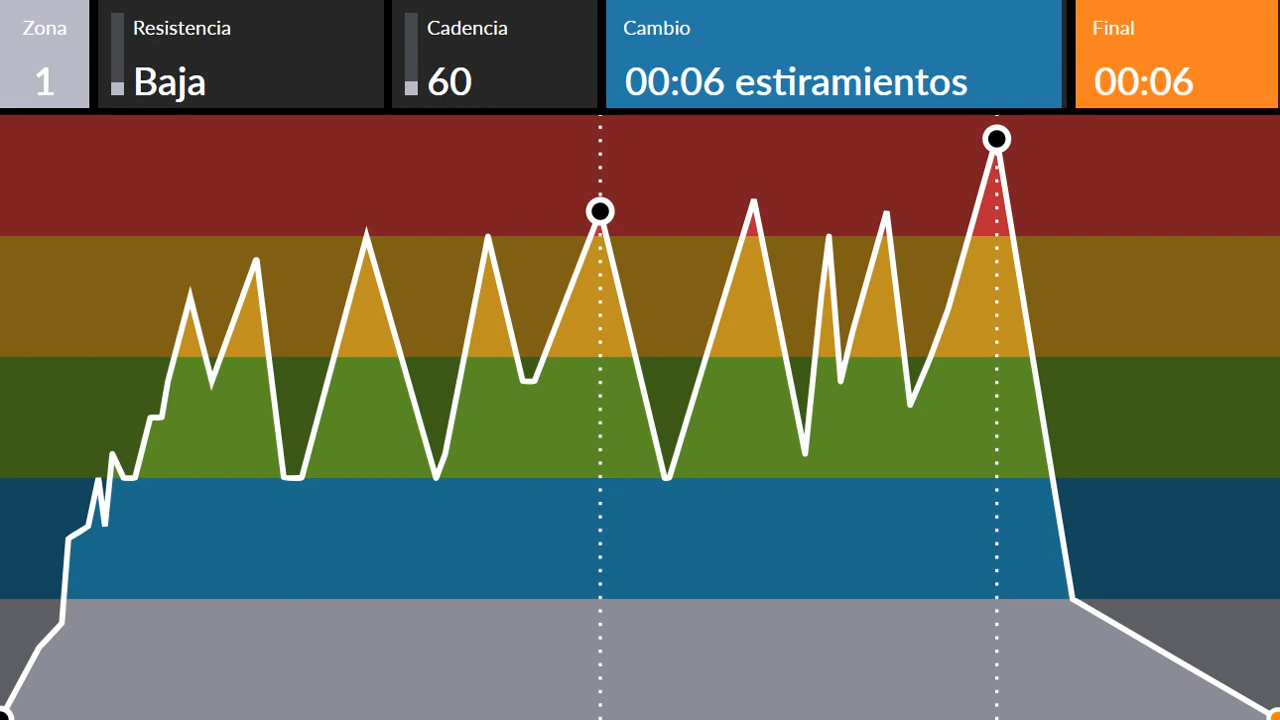 Zona
1
Resistencia
Baja
Cadencia
60
Cambio
00:06 estiramientos
Final
00:06